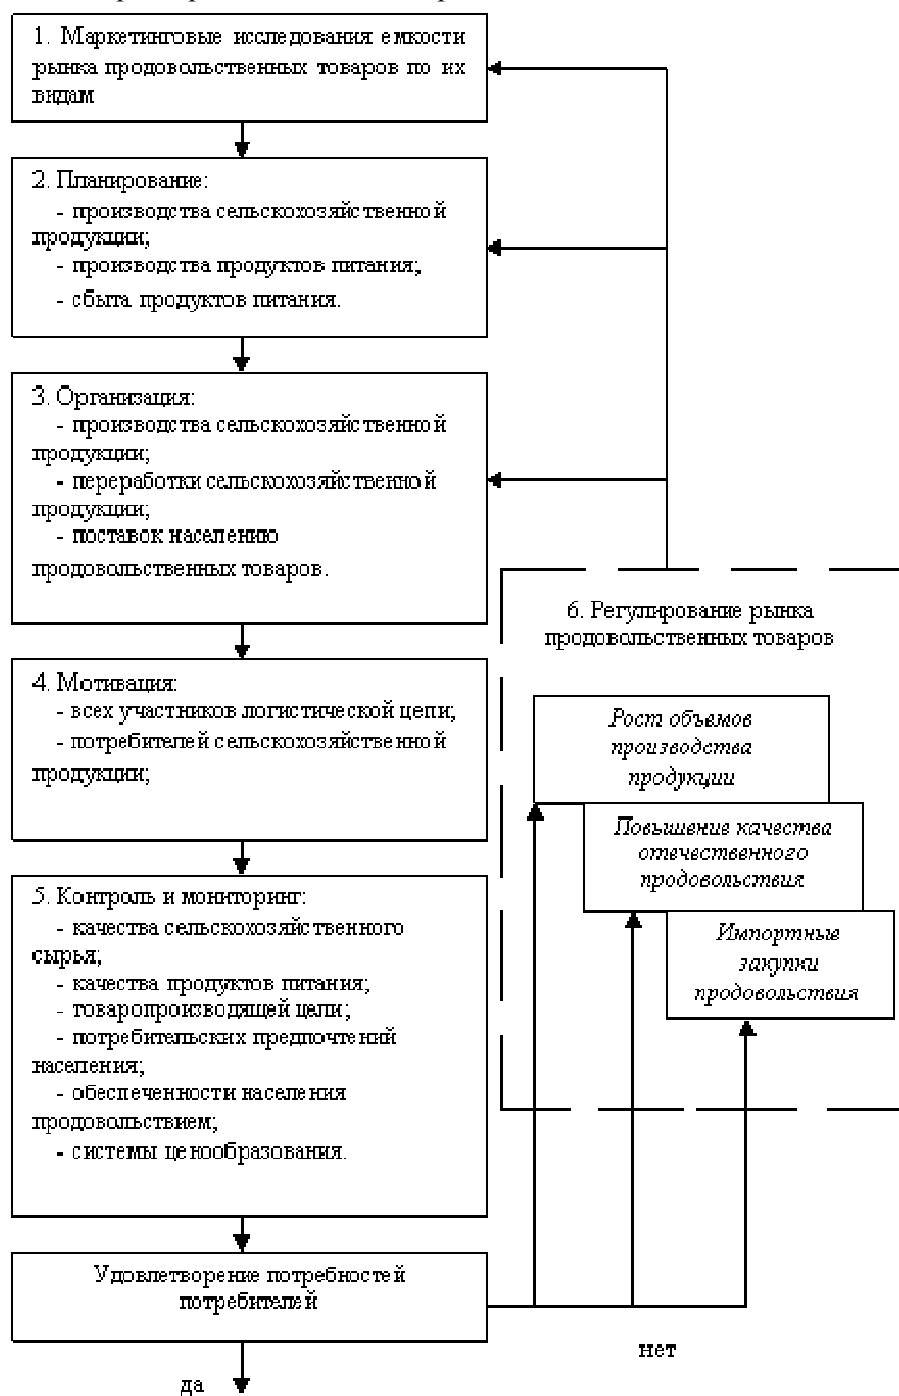 1. Маркетинговые исследования емкости
рынка продовольственных товаров по их
видам
2. Планирование:
- производства сельскохозяйственной
продукции;
- производства продуктов питания;
- сбыта продуктов питания.
3. Организация:
- производства сельскохозяйственной
продукции;
- переработки сельскохозяйственной
продукции;
- поставок населению
продовольственных товаров.
4. Мотивация:
- всех участников логистической цепи;
- потребителей сельскохозяйственной
продукции;
5. Контроль и мониторинг:
- качества сельскохозяйственного
сырья;
- качества продуктов питания;
- товаропроизводящей цепи;
- потребительских предпочтений
населения;
- обеспеченности населения
продовольствием;
- системы ценообразования.
Удовлетворение потребностей
потребителей
да
нет
6. Регулирование рынка
продовольственных товаров
Рост объемов
производства
продукции
Повышение качества
отечественного
продовольствия
Импортные
закупки
продовольствия